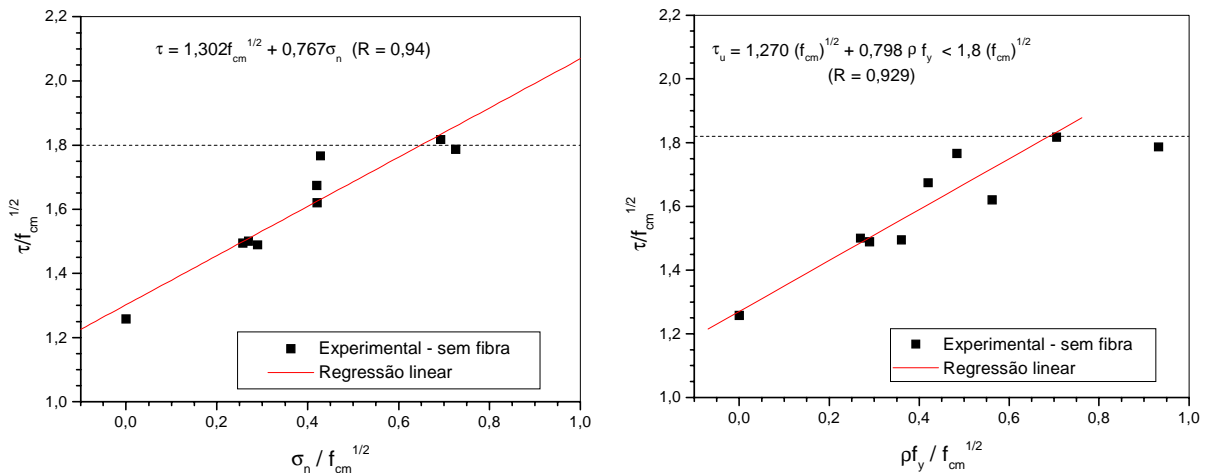 τ = 1,302f_cm^1/2 + 0,767σ_n (R = 0,94)
2,2
2,0
1,8
1,6
1,4
1,2
1,0
τ/f_cm^1/2
Experimental - sem fibra
Regressão linear
0,0 0,2 0,4 0,6 0,8 1,0
σ_n / f_cm^1/2
τ_u = 1,270 (f_cm)^1/2 + 0,798 ρ f_y < 1,8 (f_cm)^1/2
(R = 0,929)
2,2
2,0
1,8
1,6
1,4
1,2
1,0
τ/f_cm^1/2
Experimental - sem fibra
Regressão linear
0,0 0,2 0,4 0,6 0,8 1,0
ρf_y / f_cm^1/2